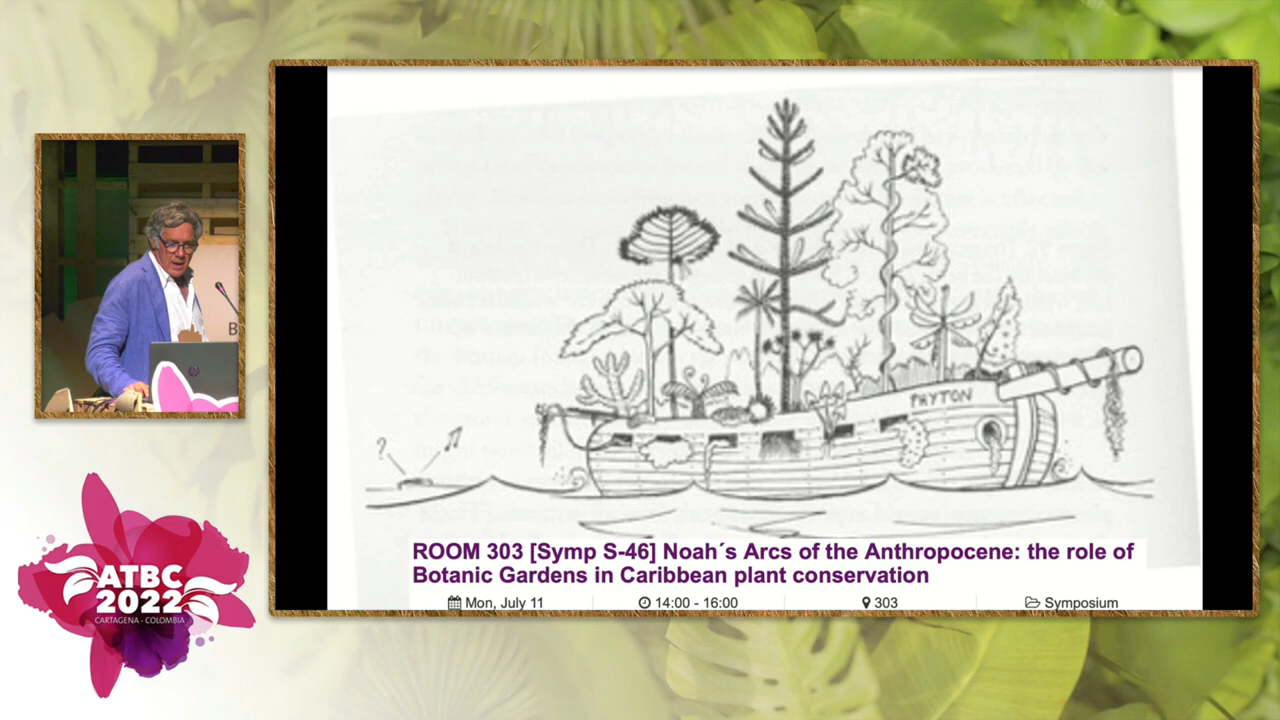 PHYTON
?
B
ROOM 303 [Symp S-46] Noah´s Arcs of the Anthropocene: the role of
Botanic Gardens in Caribbean plant conservation
Mon, July 11
14:00 - 16:00
303
Symposium
ATBC
2022
CARTAGENA - COLOMBIA